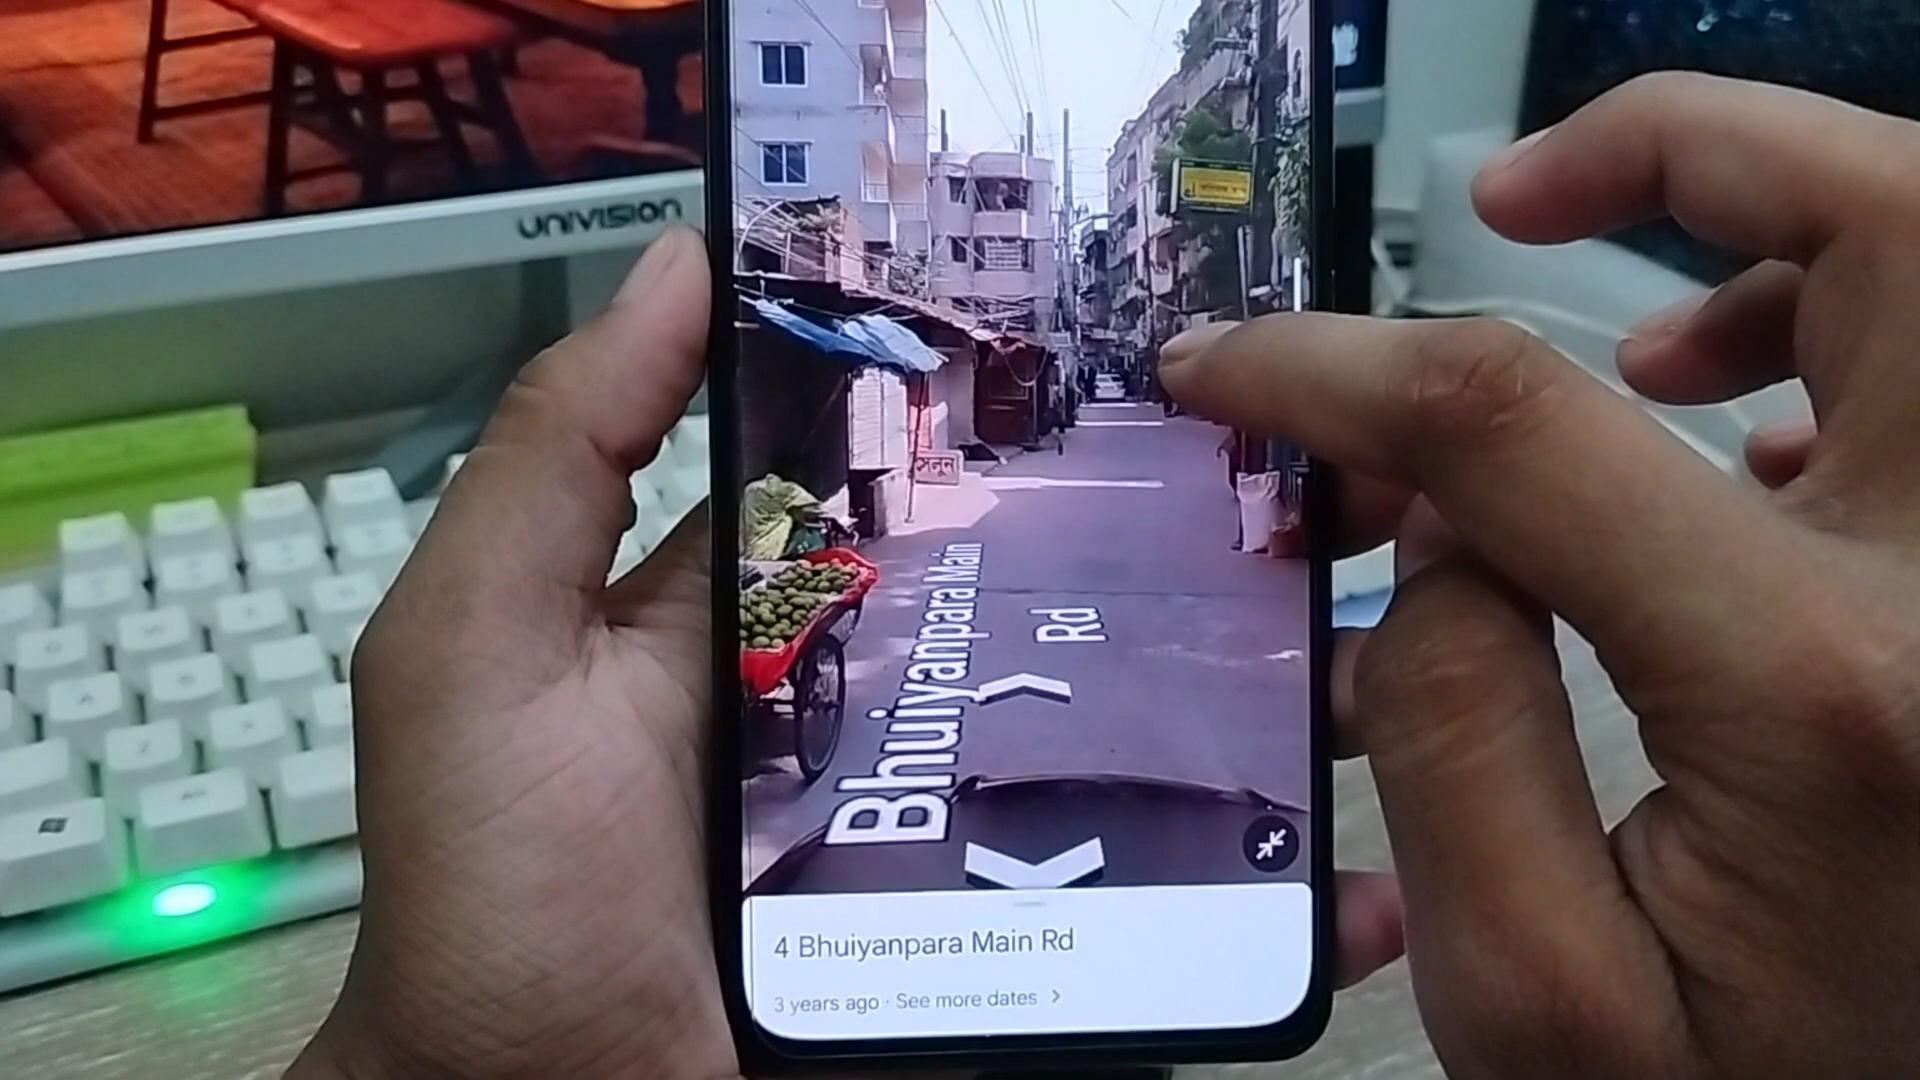 UNIVISION
সেলুন
Bhuiyanpara Main
Rd
4 Bhuiyanpara Main Rd
3 years ago · See more dates >